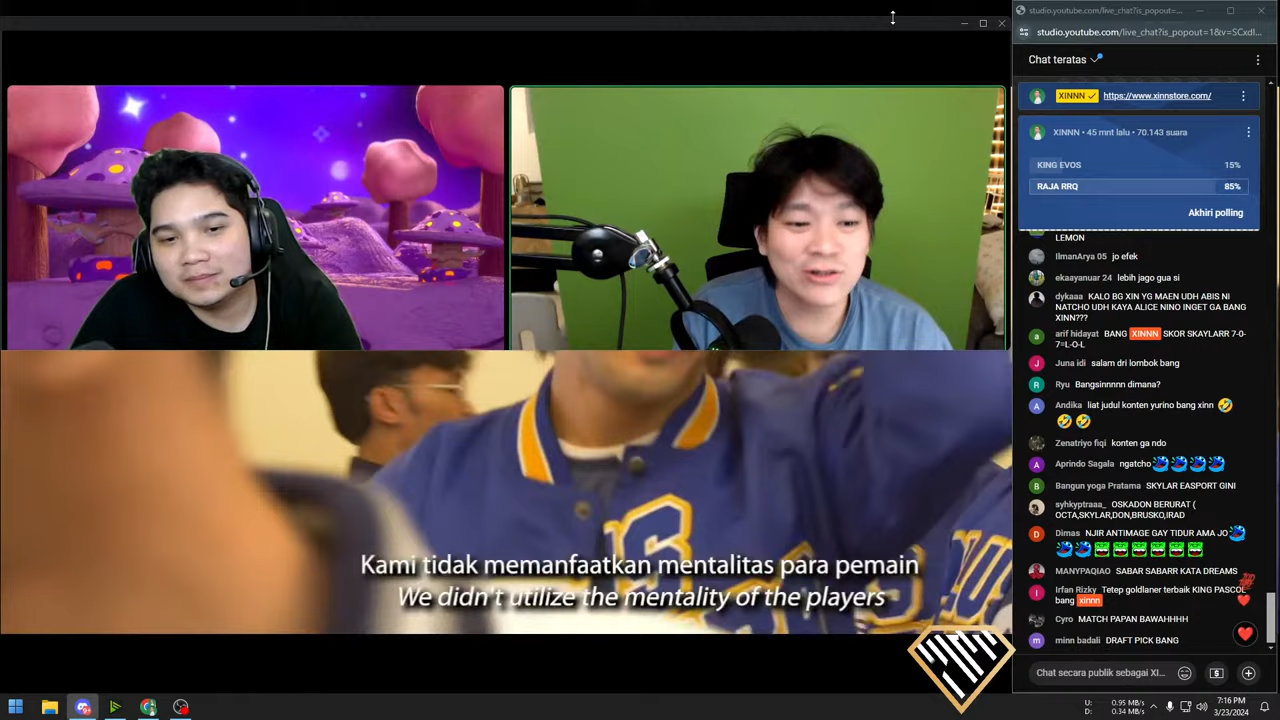 studio.youtube.com/live_chat?is_popout=...
studio.youtube.com/live_chat?is_popout=1&v=SCxdI...
Chat teratas
XINNN
https://www.xinnstore.com/
XINNN • 45 mnt lalu • 70.143 suara
KING EVOS 15%
RAJA RRQ 85%
Akhiri polling
LEMON
IlmanArya 05 jo efek
ekaayanuar 24 lebih jago gua si
dykaaa KALO BG XIN YG MAEN UDH ABIS NI
NATCHO UDH KAYA ALICE NINO INGET GA BANG
XINN???
arif hidayat BANG XINNN SKOR SKAYLARR 7-0-
7=L-O-L
Juna idi salam dri lombok bang
Ryu Bangsinnnnn dimana?
Andika liat judul konten yurino bang xinn 🤣
🤣 🤣
Zenatriyo fiqi konten ga ndo
Aprindo Sagala ngatcho
Bangun yoga Pratama SKYLAR EASPORT GINI
syhkyptraaa_ OSKADON BERURAT (
OCTA,SKYLAR,DON,BRUSKO,IRAD
Dimas NJIR ANTIMAGE GAY TIDUR AMA JO
MANYPAQIAO SABAR SABARR KATA DREAMS
Irfan Rizky Tetep goldlaner terbaik KING PASCOL
bang xinnn
Cyro MATCH PAPAN BAWAHHHH
minn badali DRAFT PICK BANG
Chat secara publik sebagai XI...
Kami tidak memanfaatkan mentalitas para pemain
We didn't utilize the mentality of the players
U: 0.95 MB/s
D: 0.34 MB/s
7:16 PM
3/23/2024